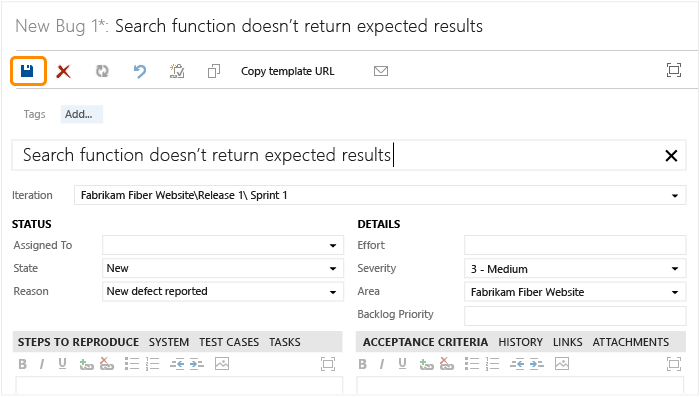 New Bug 1*: Search function doesn't return expected results
Copy template URL
Tags Add...
Search function doesn't return expected results
Iteration Fabrikam Fiber Website\Release 1\ Sprint 1
STATUS DETAILS
Assigned To Effort
State New Severity 3 - Medium
Reason New defect reported Area Fabrikam Fiber Website
Backlog Priority
STEPS TO REPRODUCE SYSTEM TEST CASES TASKS ACCEPTANCE CRITERIA HISTORY LINKS ATTACHMENTS
B I U B I U